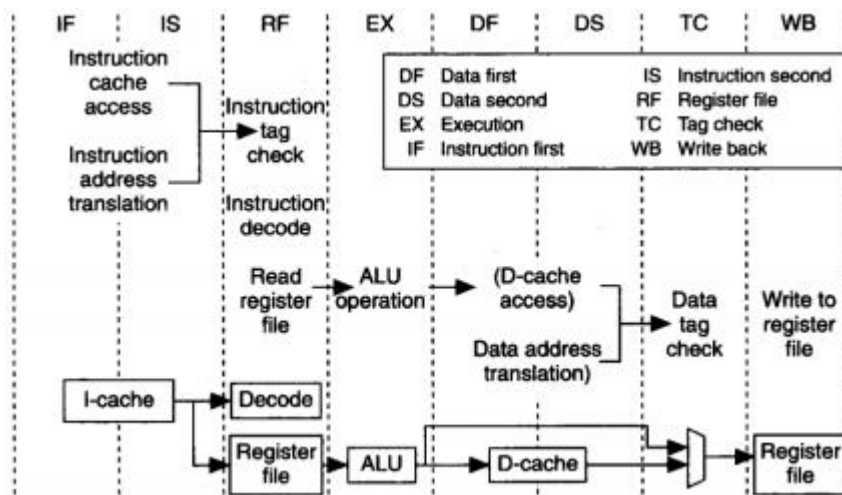 IF IS RF EX DF DS TC WB
DF Data first IS Instruction second
DS Data second RF Register file
EX Execution TC Tag check
IF Instruction first WB Write back
Instruction
cache
access
Instruction
address
translation
Instruction
tag
check
Instruction
decode
Read
register
file
ALU
operation
(D-cache
access)
Data address
translation)
Data
tag
check
Write to
register
file
I-cache
Decode
Register
file
ALU
D-cache
Register
file